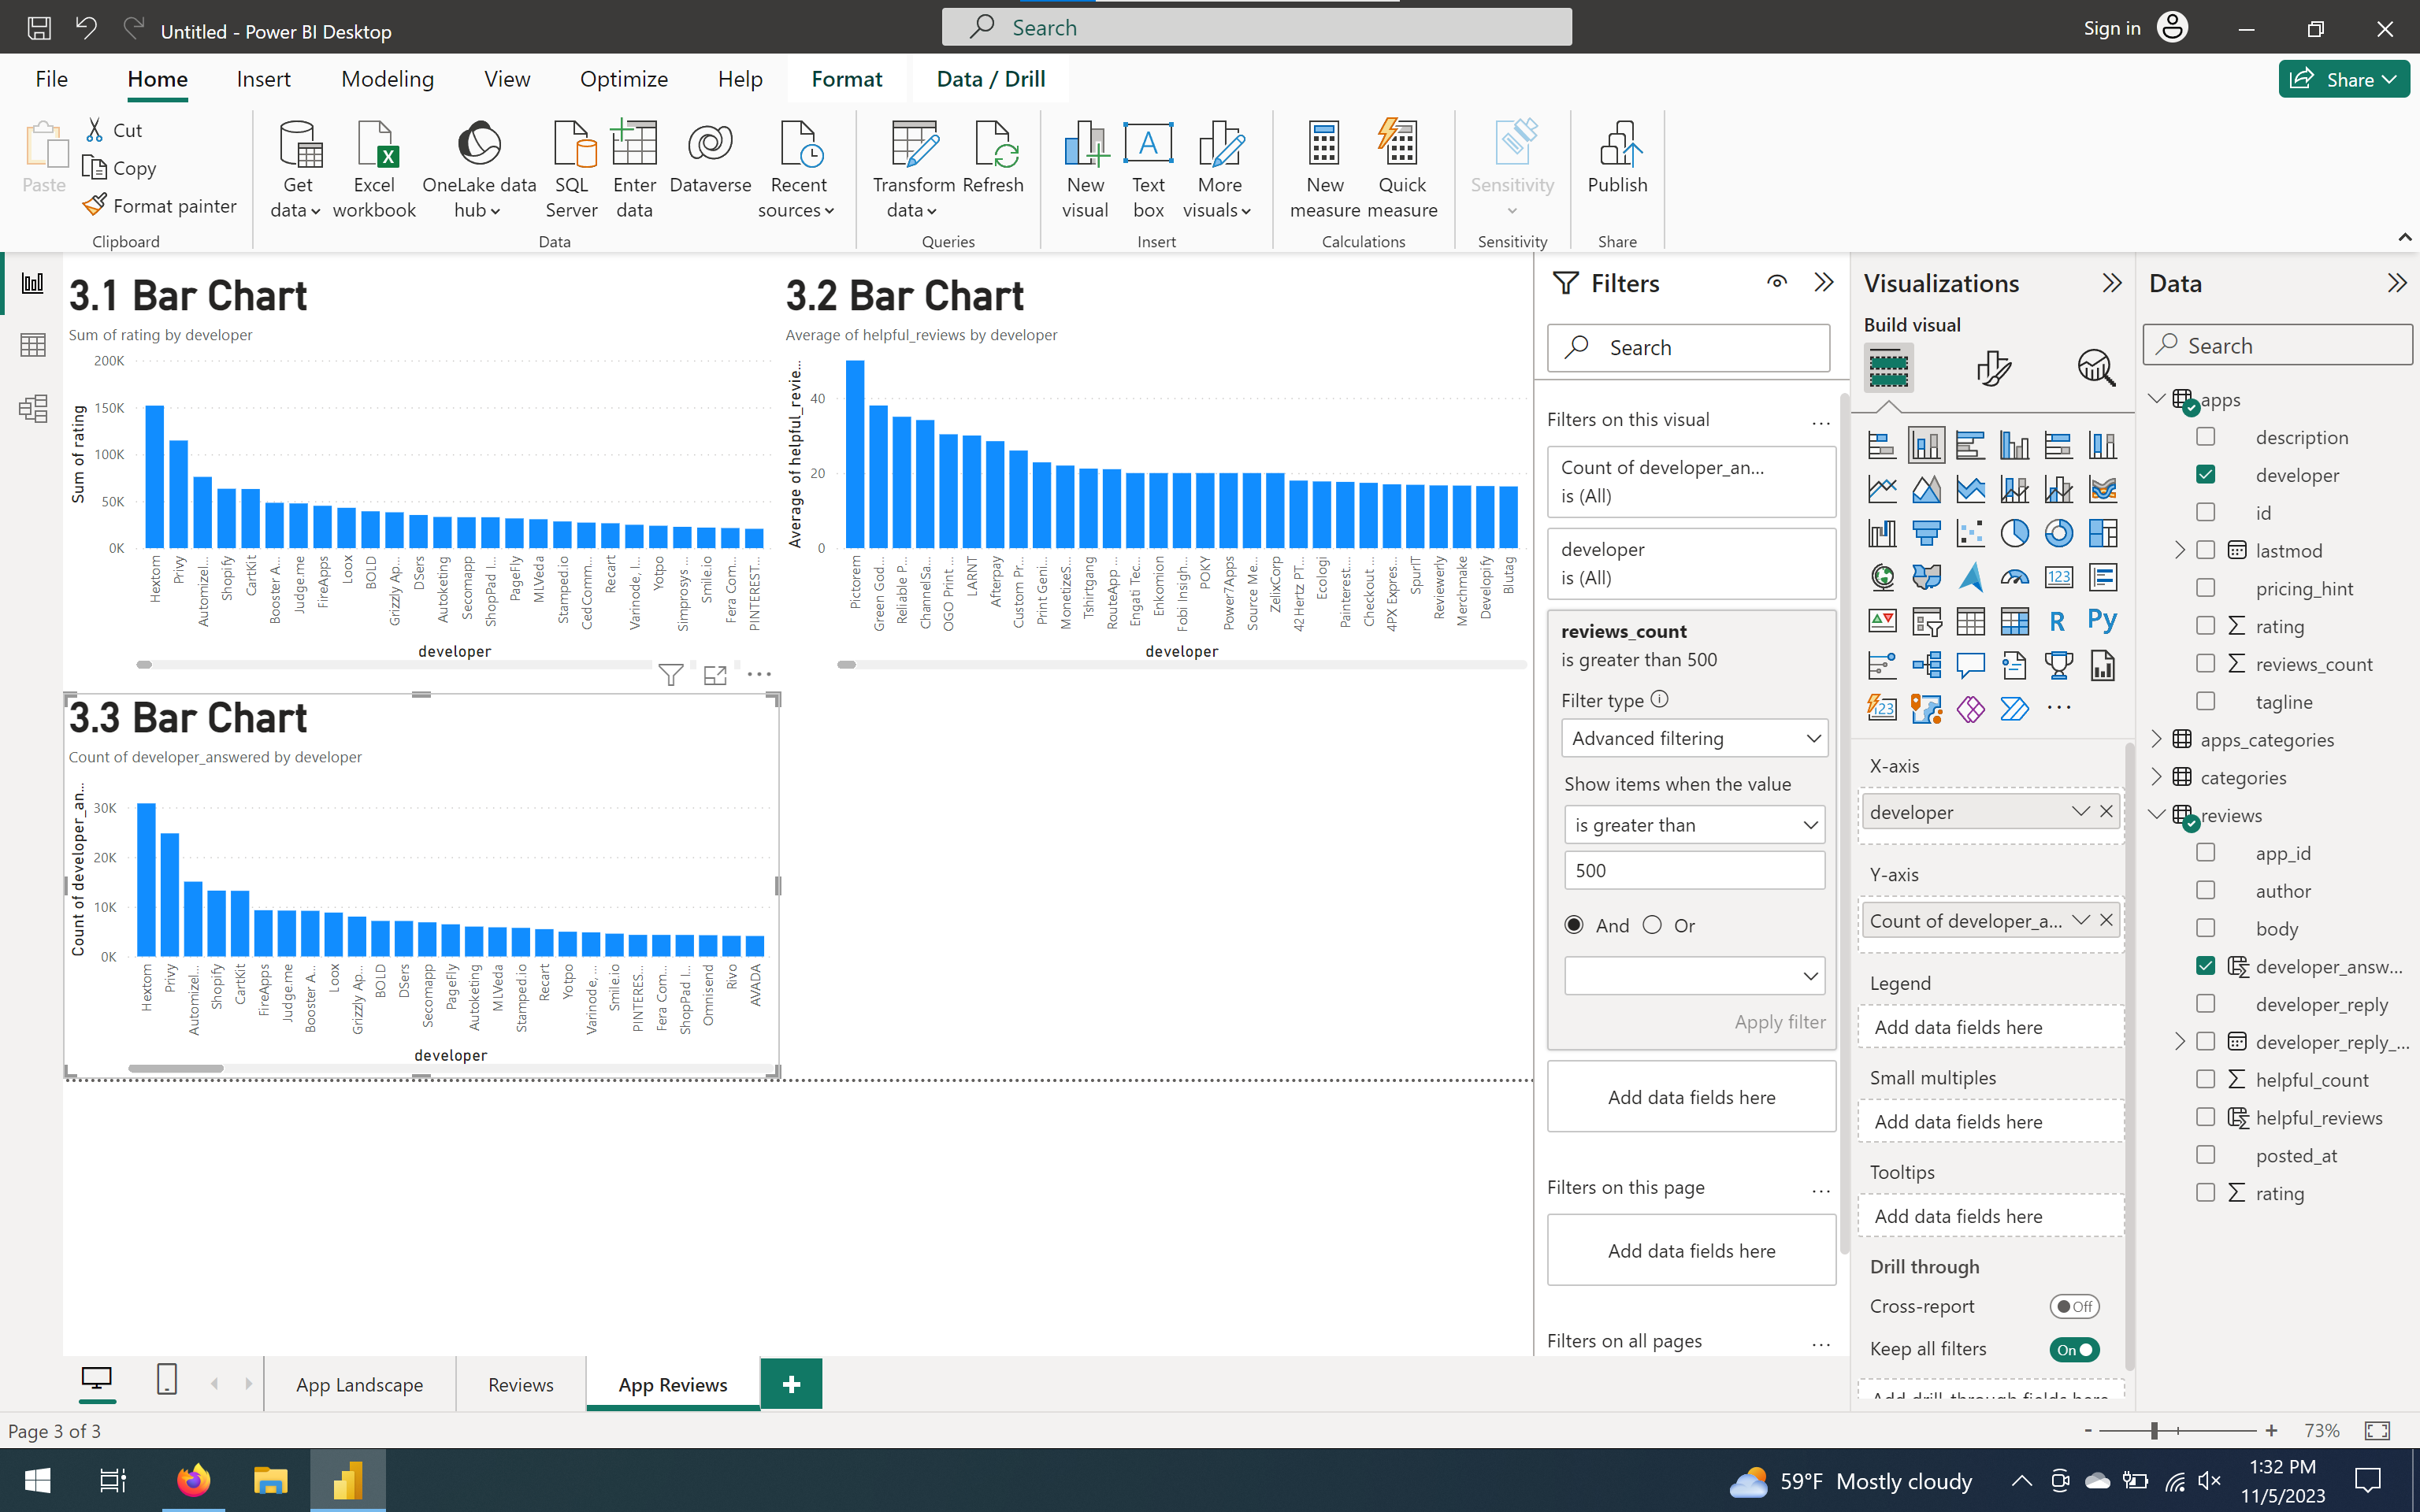 Untitled - Power BI Desktop
Search
Sign in
File
Home
Insert
Modeling
View
Optimize
Help
Format
Data / Drill
Share
Paste
Cut
Copy
Format painter
Clipboard
Get data
Excel workbook
OneLake data hub
SQL Server
Enter data
Dataverse
Recent sources
Data
Transform data
Refresh
Queries
New visual
Text box
More visuals
Insert
New measure
Quick measure
Calculations
Sensitivity
Sensitivity
Publish
Share
3.1 Bar Chart
Sum of rating by developer
Sum of rating
200K
150K
100K
50K
0K
Hextom
Privy
Automizel...
Shopify
CartKit
Booster A...
Judge.me
FireApps
Loox
BOLD
Grizzly Ap...
DSers
Autoketing
Secomapp
ShopPad I...
PageFly
MLVeda
Stamped.io
CedComm...
Recart
Varinode, I...
Yotpo
Simprosys ...
Smile.io
Fera Com...
PINTEREST...
developer
3.2 Bar Chart
Average of helpful_reviews by developer
Average of helpful_revie...
40
20
0
Pictorem
Green God...
Reliable P...
ChannelSa...
OGO Print ...
LARNT
Afterpay
Custom Pr...
Print Geni...
MonetizeS...
Tshirtgang
RouteApp ...
Engati Tec...
Enkomion
Fobi Insigh...
POKY
Power7Apps
Source Me...
ZelixCorp
42Hertz PT...
Ecologi
Painterest...
Checkout ...
4PX Expres...
SpurIT
Reviewerly
Merchmake
Developify
Blutag
developer
3.3 Bar Chart
Count of developer_answered by developer
Count of developer_an...
30K
20K
10K
0K
Hextom
Privy
Automizel...
Shopify
CartKit
FireApps
Judge.me
Booster A...
Loox
Grizzly Ap...
BOLD
DSers
Secomapp
PageFly
Autoketing
MLVeda
Stamped.io
Recart
Yotpo
Varinode, ...
Smile.io
PINTERES...
Fera Com...
ShopPad I...
Omnisend
Rivo
AVADA
developer
Filters
Search
Filters on this visual
...
Count of developer_an...
is (All)
developer
is (All)
reviews_count
is greater than 500
Filter type
Advanced filtering
Show items when the value
is greater than
500
And
Or
Apply filter
Add data fields here
Filters on this page
...
Add data fields here
Filters on all pages
...
Visualizations
Build visual
123
R
Py
123
...
X-axis
developer
Y-axis
Count of developer_a...
Legend
Add data fields here
Small multiples
Add data fields here
Tooltips
Add data fields here
Drill through
Cross-report
Off
Keep all filters
On
Add drill-through fields here
Data
Search
apps
description
developer
id
lastmod
pricing_hint
rating
reviews_count
tagline
apps_categories
categories
reviews
app_id
author
body
developer_answ...
developer_reply
developer_reply_...
helpful_count
helpful_reviews
posted_at
rating
App Landscape
Reviews
App Reviews
+
Page 3 of 3
-
+
73%
59°F Mostly cloudy
1:32 PM
11/5/2023